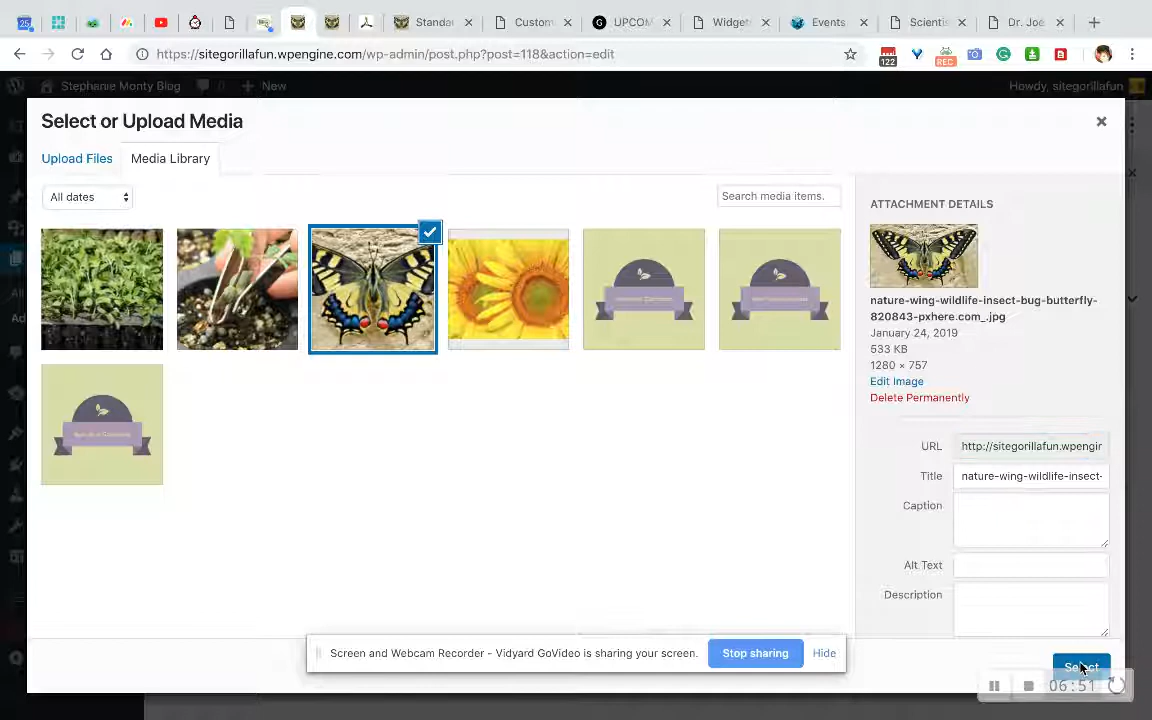 25
Standar
Custom
UPCOM
Widget
Events
Scientis
Dr. Joe
https://sitegorillafun.wpengine.com/wp-admin/post.php?post=118&action=edit
122
REC
Stephanie Monty Blog
New
Howdy, sitegorillafun
Select or Upload Media
Upload Files
Media Library
All dates
Search media items.
ATTACHMENT DETAILS
nature-wing-wildlife-insect-bug-butterfly-
820843-pxhere.com_.jpg
January 24, 2019
533 KB
1280 × 757
Edit Image
Delete Permanently
URL
http://sitegorillafun.wpengir
Title
nature-wing-wildlife-insect-
Caption
Alt Text
Description
Screen and Webcam Recorder - Vidyard GoVideo is sharing your screen.
Stop sharing
Hide
Select
06:51